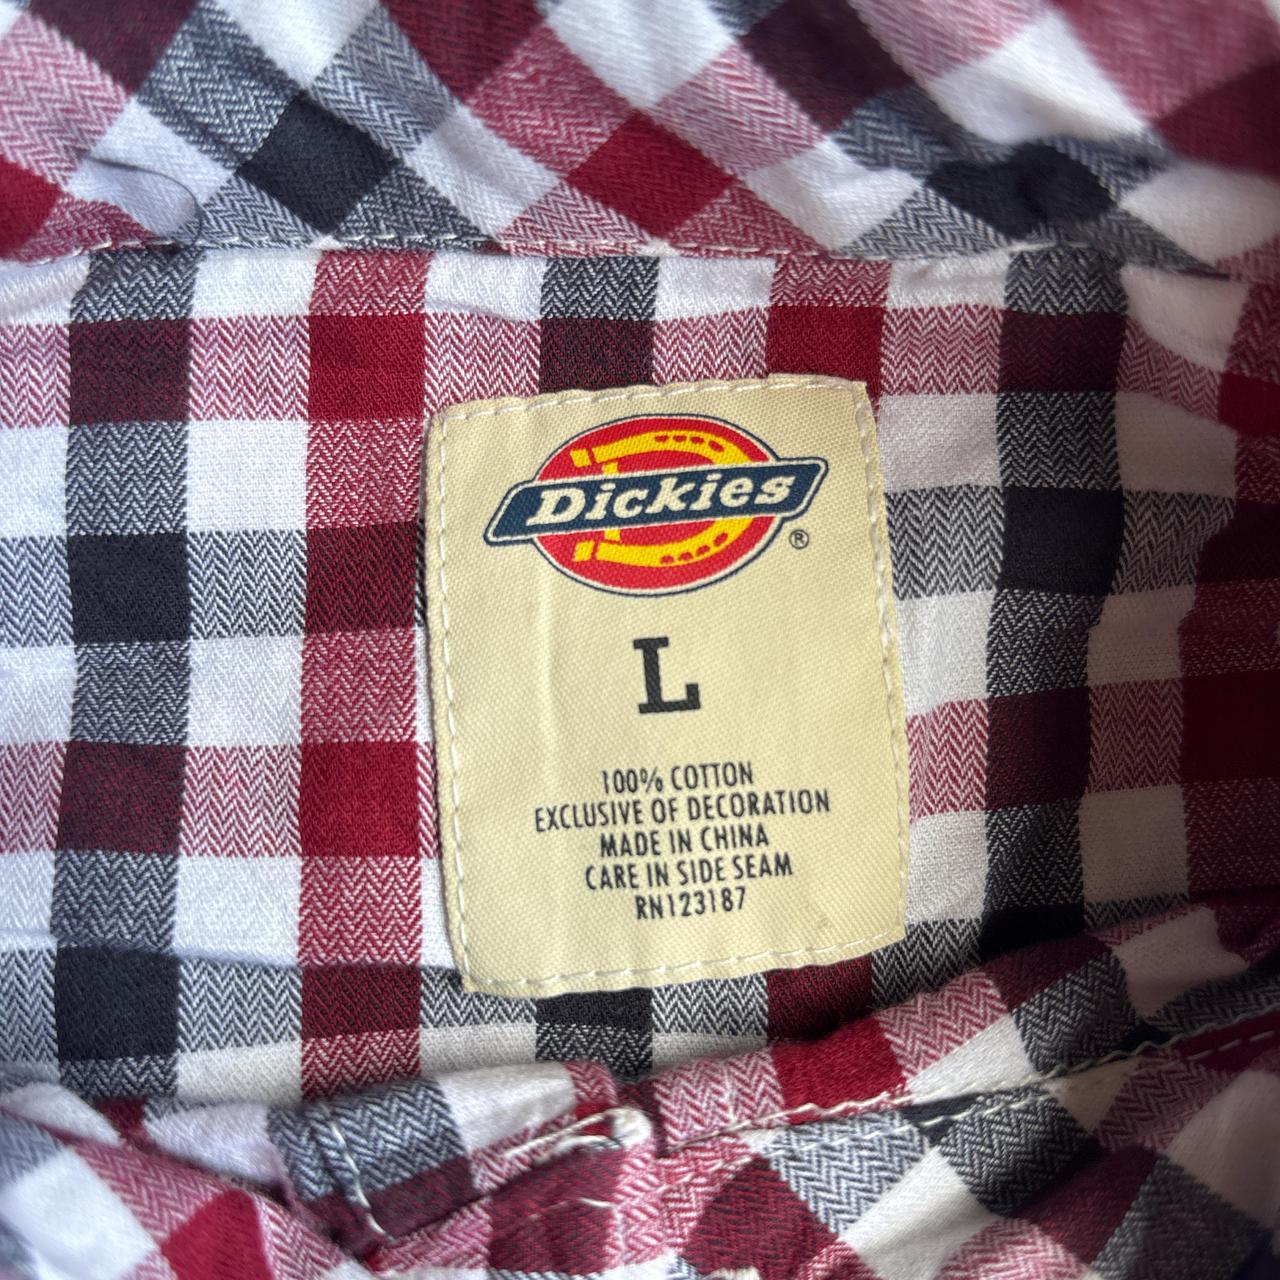 Dickies
®
L
100% COTTON
EXCLUSIVE OF DECORATION
MADE IN CHINA
CARE IN SIDE SEAM
RN123187